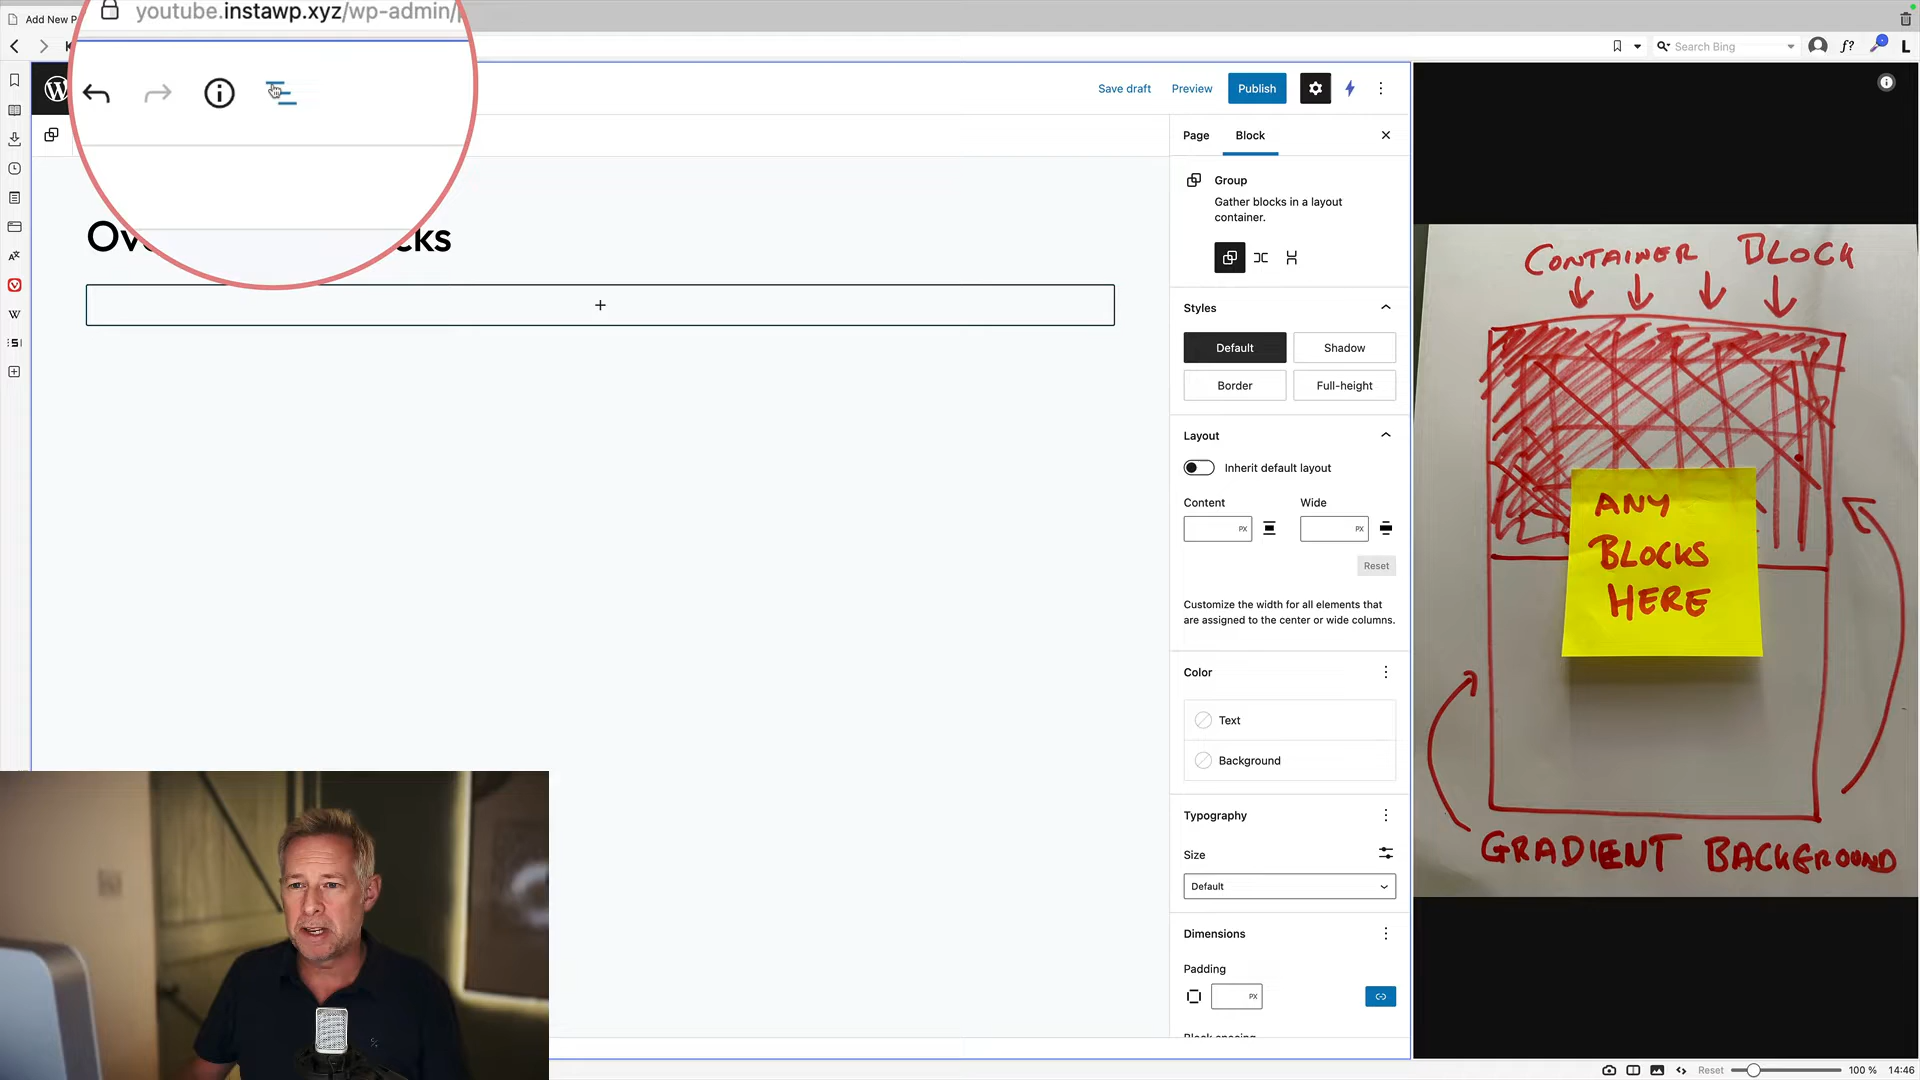 Add New P
youtube.instawp.xyz/wp-admin/
Search Bing
Save draft
Preview
Publish
Page
Block
Group
Gather blocks in a layout
container.
Styles
Default
Shadow
Border
Full-height
Layout
Inherit default layout
Content
Wide
PX
PX
Reset
Customize the width for all elements that
are assigned to the center or wide columns.
Color
Text
Background
Typography
Size
Default
Dimensions
Padding
PX
Block spacing
CONTAINER BLOCK
ANY
BLOCKS
HERE
GRADIENT BACKGROUND
Reset
100 %
14:46